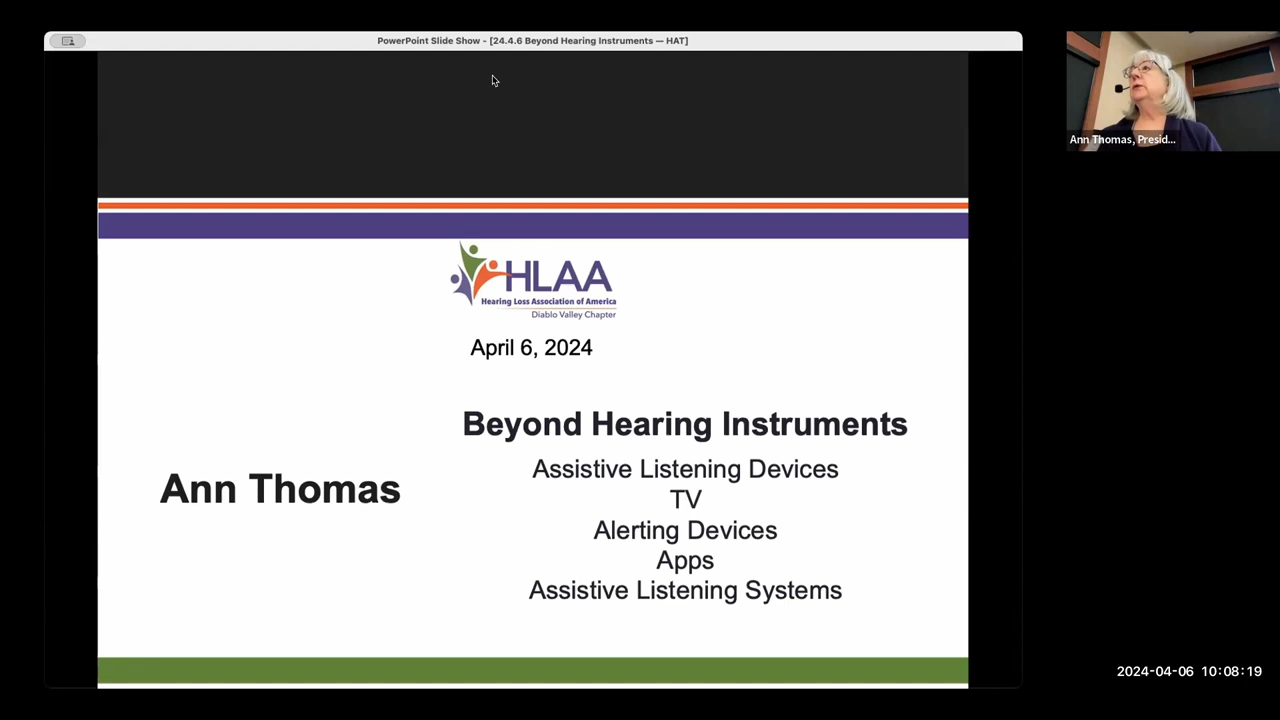 PowerPoint Slide Show - [24.4.6 Beyond Hearing Instruments — HAT]
Ann Thomas, Presid...
HLAA
Hearing Loss Association of America
Diablo Valley Chapter
April 6, 2024
Ann Thomas
Beyond Hearing Instruments
Assistive Listening Devices
TV
Alerting Devices
Apps
Assistive Listening Systems
2024-04-06 10:08:19